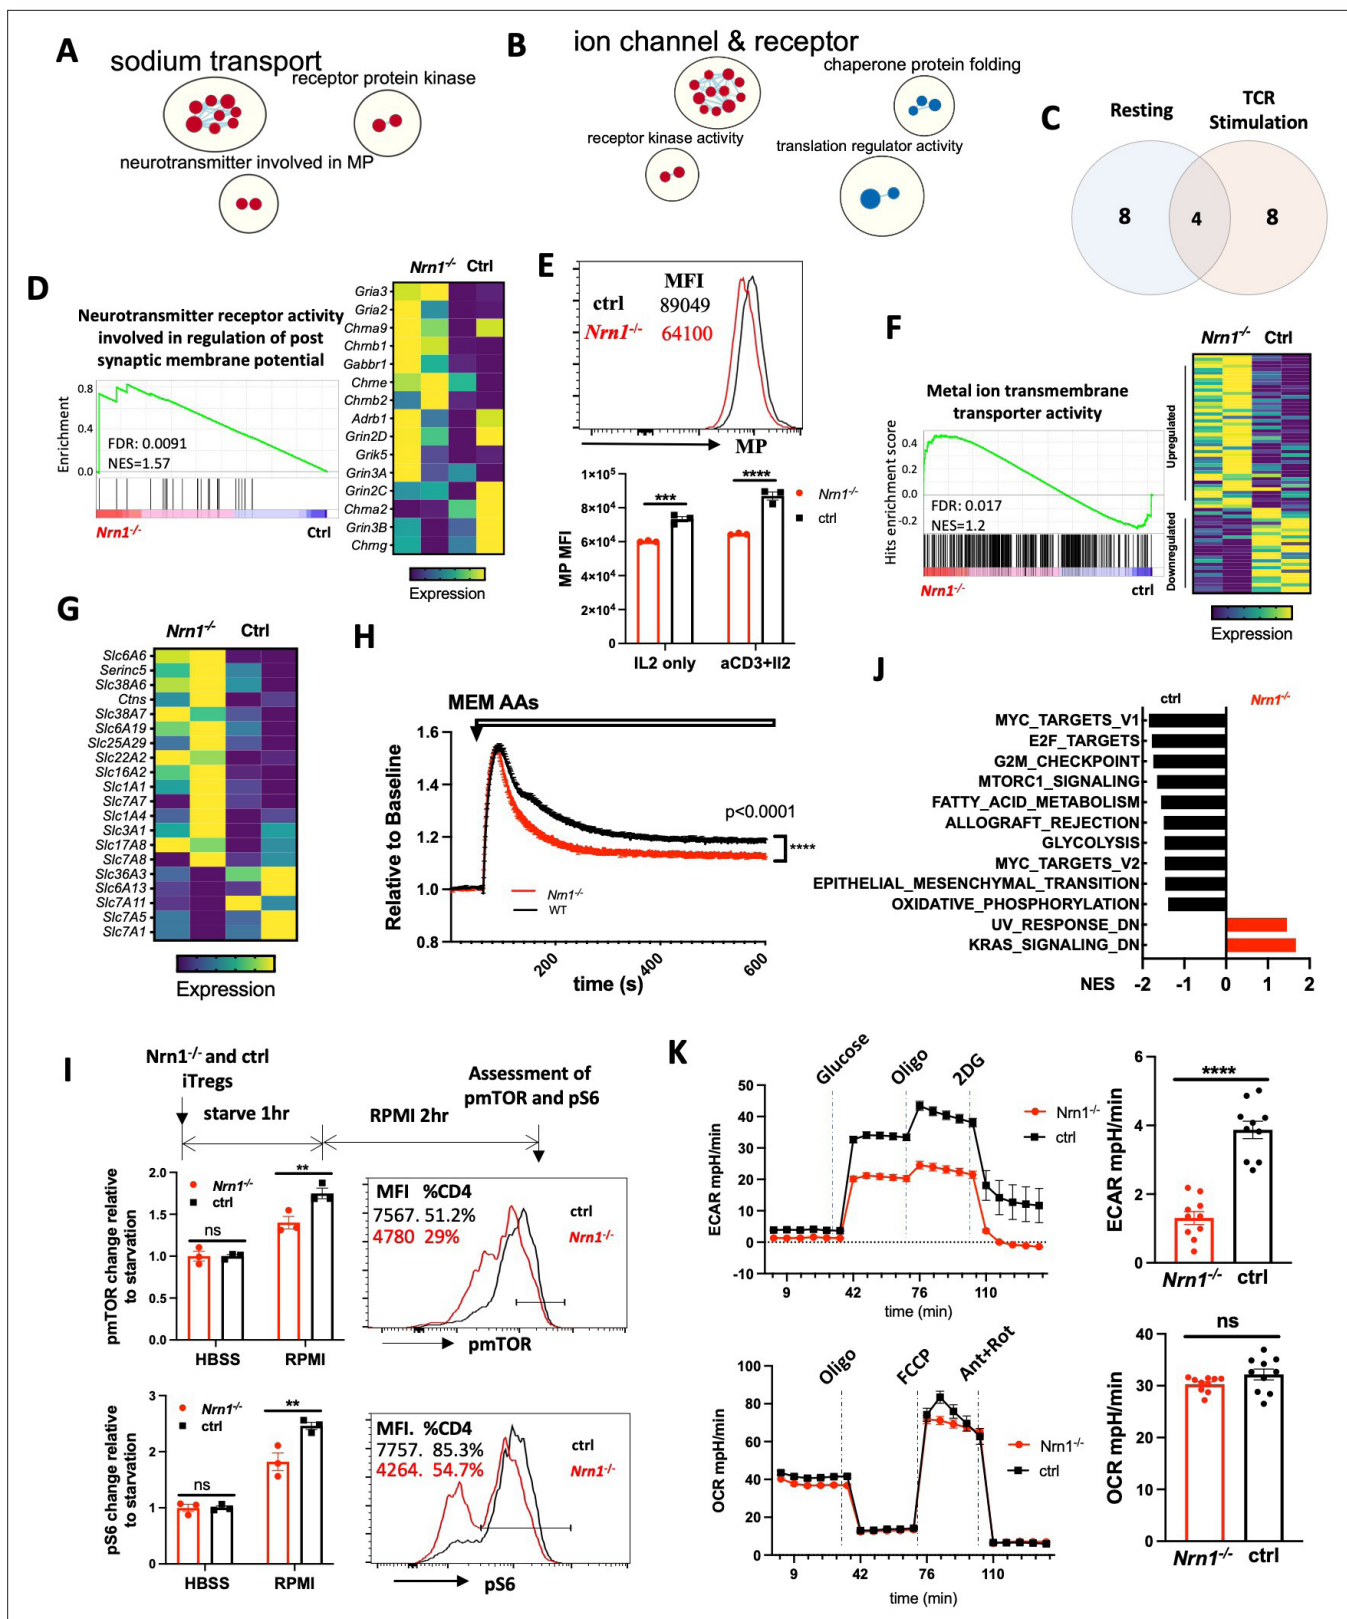 A
sodium transport
receptor protein kinase
neurotransmitter involved in MP
B
ion channel & receptor
chaperone protein folding
receptor kinase activity
translation regulator activity
C
Resting
TCR
Stimulation
8
4
8
D
Neurotransmitter receptor activity
involved in regulation of post
synaptic membrane potential
Enrichment
0.8
0.4
0.0
FDR: 0.0091
NES=1.57
Nrn1-/-
Ctrl
Nrn1-/- Ctrl
Gria3
Gria2
Chrna9
Chrnb1
Gabbr1
Chrne
Chrnb2
Adrb1
Grin2D
Grik5
Grin3A
Grin2C
Chrna2
Grin3B
Chrng
Expression
E
MFI
ctrl 89049
Nrn1-/- 64100
MP
MP MFI
1×10^5
8×10^4
6×10^4
4×10^4
2×10^4
0
***
****
Nrn1-/-
ctrl
IL2 only
aCD3+Il2
F
Metal ion transmembrane
transporter activity
Hits enrichment score
0.4
0.2
0.0
-0.2
FDR: 0.017
NES=1.2
Nrn1-/-
ctrl
Nrn1-/- Ctrl
Upregulated
Downregulated
Expression
G
Nrn1-/- Ctrl
Slc6A6
Serinc5
Slc38A6
Ctns
Slc38A7
Slc6A19
Slc25A29
Slc22A2
Slc16A2
Slc1A1
Slc7A7
Slc1A4
Slc3A1
Slc17A8
Slc7A8
Slc36A3
Slc6A13
Slc7A11
Slc7A5
Slc7A1
Expression
H
MEM AAs
Relative to Baseline
1.6
1.4
1.2
1.0
0.8
p<0.0001
****
Nrn1-/-
WT
200
400
600
time (s)
J
ctrl
Nrn1-/-
MYC_TARGETS_V1
E2F_TARGETS
G2M_CHECKPOINT
MTORC1_SIGNALING
FATTY_ACID_METABOLISM
ALLOGRAFT_REJECTION
GLYCOLYSIS
MYC_TARGETS_V2
EPITHELIAL_MESENCHYMAL_TRANSITION
OXIDATIVE_PHOSPHORYLATION
UV_RESPONSE_DN
KRAS_SIGNALING_DN
NES -2 -1 0 1 2
I
Nrn1-/- and ctrl
iTregs
starve 1hr
RPMI 2hr
Assessment of
pmTOR and pS6
pmTOR change relative
to starvation
2.0
1.5
1.0
0.5
0.0
Nrn1-/-
ctrl
ns
**
HBSS
RPMI
MFI %CD4
7567. 51.2%
4780 29%
ctrl
Nrn1-/-
pmTOR
pS6 change relative
to starvation
3
2
1
0
Nrn1-/-
ctrl
ns
**
HBSS
RPMI
MFI. %CD4
7757. 85.3%
4264. 54.7%
ctrl
Nrn1-/-
pS6
K
Glucose
Oligo
2DG
ECAR mpH/min
50
40
30
20
10
0
-10
Nrn1-/-
ctrl
9 42 76 110
time (min)
ECAR mpH/min
6
4
2
0
****
Nrn1-/- ctrl
Oligo
FCCP
Ant+Rot
OCR mpH/min
100
80
60
40
20
0
Nrn1-/-
ctrl
9 42 76 110
time (min)
OCR mpH/min
40
30
20
10
0
ns
Nrn1-/- ctrl